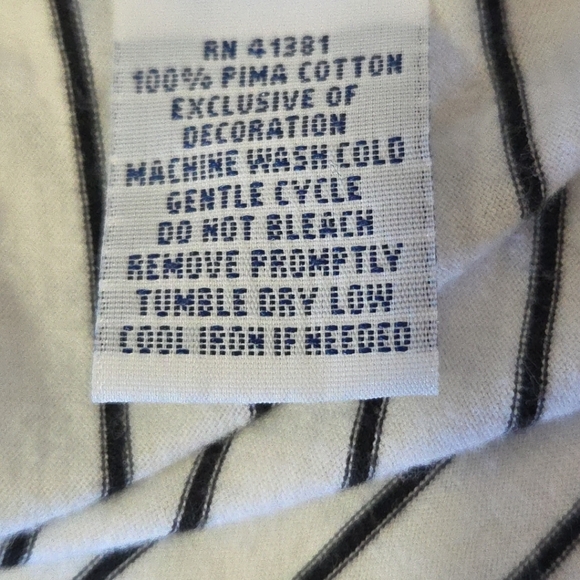 RN 41381
100% PIMA COTTON
EXCLUSIVE OF
DECORATION
MACHINE WASH COLD
GENTLE CYCLE
DO NOT BLEACH
REMOVE PROMPTLY
TUMBLE DRY LOW
COOL IRON IF NEEDED